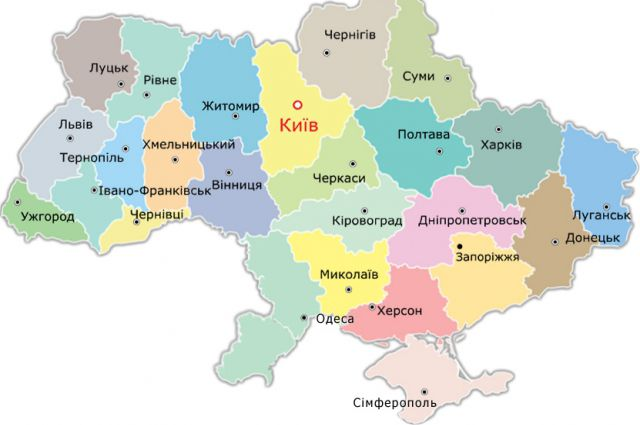 Чернігів
Луцьк
Рівне
Суми
Житомир
Київ
Львів
Тернопіль
Хмельницький
Полтава
Харків
Черкаси
Вінниця
Івано-Франківськ
Ужгород
Чернівці
Кіровоград
Дніпропетровськ
Луганськ
Донецьк
Запоріжжя
Миколаїв
Херсон
Одеса
Сімферополь